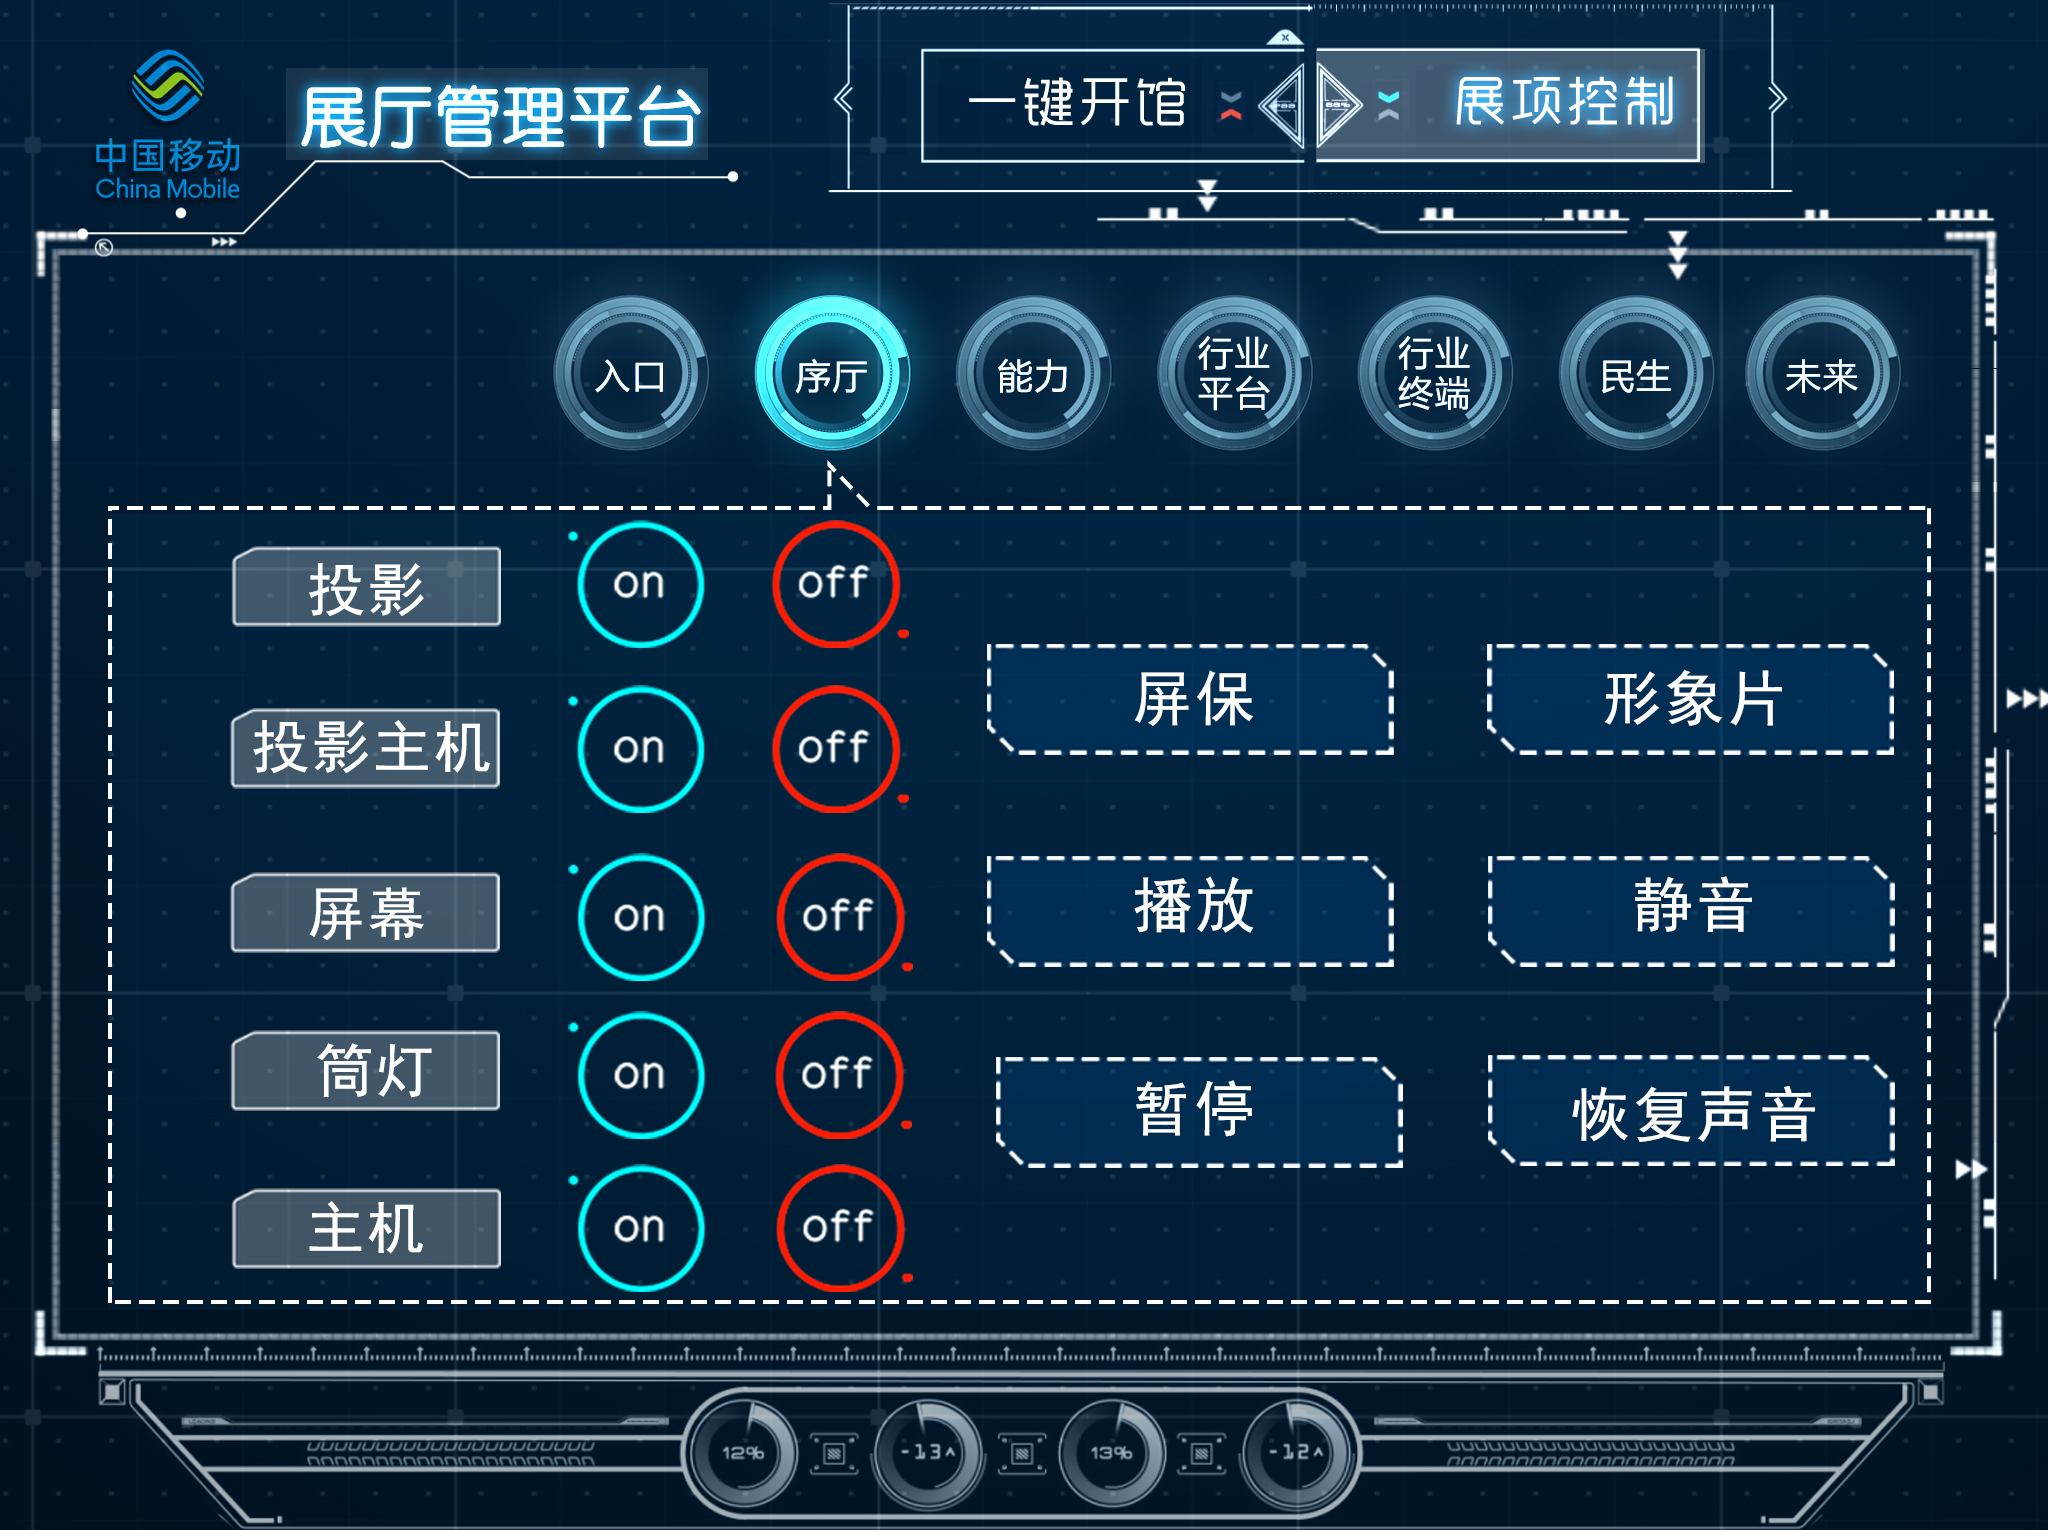 中国移动
China Mobile
展厅管理平台
一键开馆
展项控制
入口
序厅
能力
行业
平台
行业
终端
民生
未来
投影
on
off
投影主机
on
off
屏幕
on
off
筒灯
on
off
主机
on
off
屏保
形象片
播放
静音
暂停
恢复声音
12%
-13^
13%
-12^